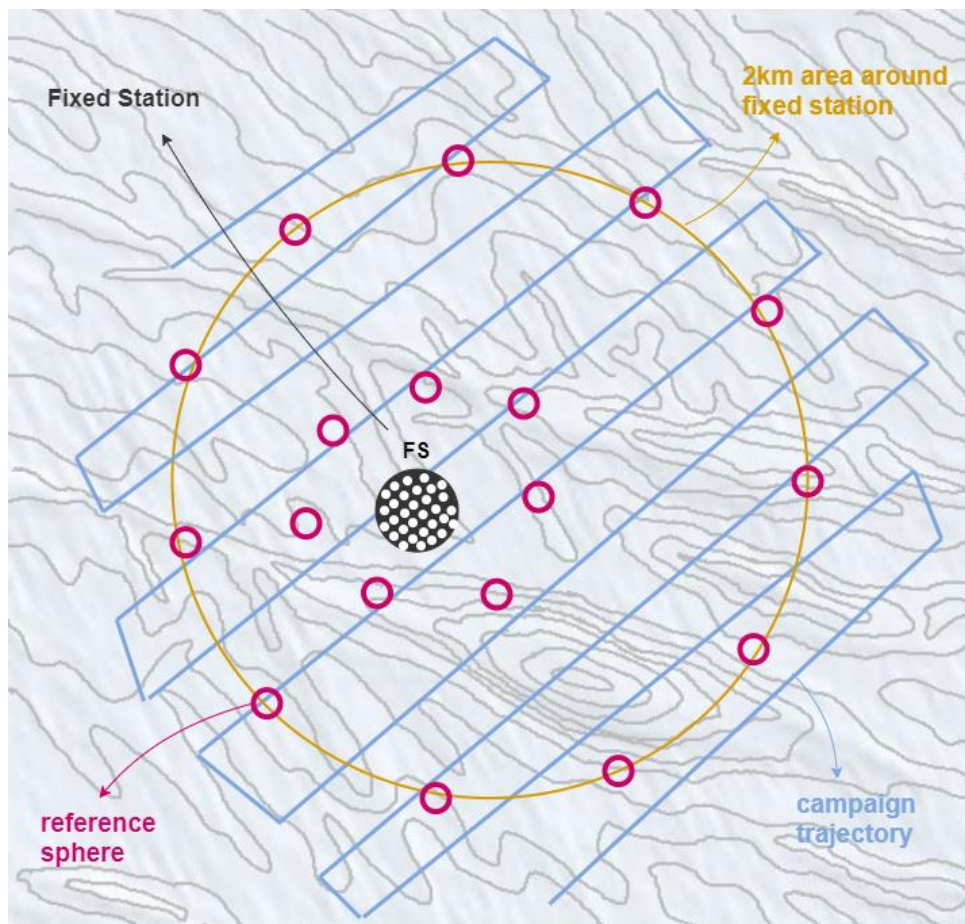 Fixed Station
2km area around
fixed station
FS
reference
sphere
campaign
trajectory